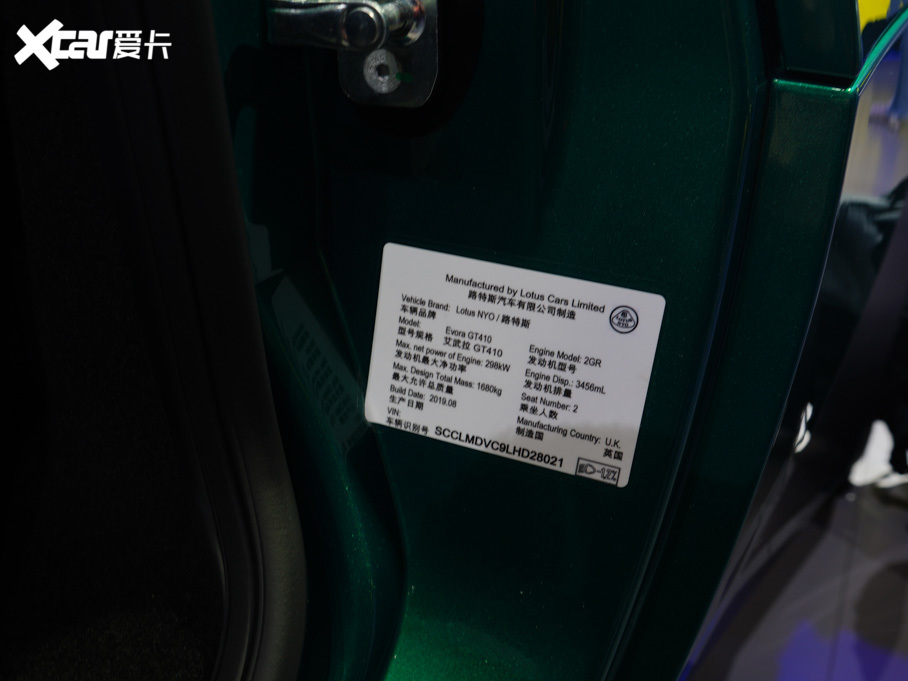 Xcar爱卡
Manufactured by Lotus Cars Limited
路特斯汽车有限公司制造
Vehicle Brand: Lotus NYO / 路特斯
车辆品牌
Model: Evora GT410
型号规格 艾武拉 GT410
Max. net power of Engine: 298kW
发动机最大净功率
Max. Design Total Mass: 1680kg
最大允许总质量
Build Date: 2019.08
生产日期
Engine Model: 2GR
发动机型号
Engine Disp.: 3456mL
发动机排量
Seat Number: 2
乘坐人数
Manufacturing Country: U.K.
制造国 英国
VIN:
车辆识别号 SCCLMDVC9LHD28021